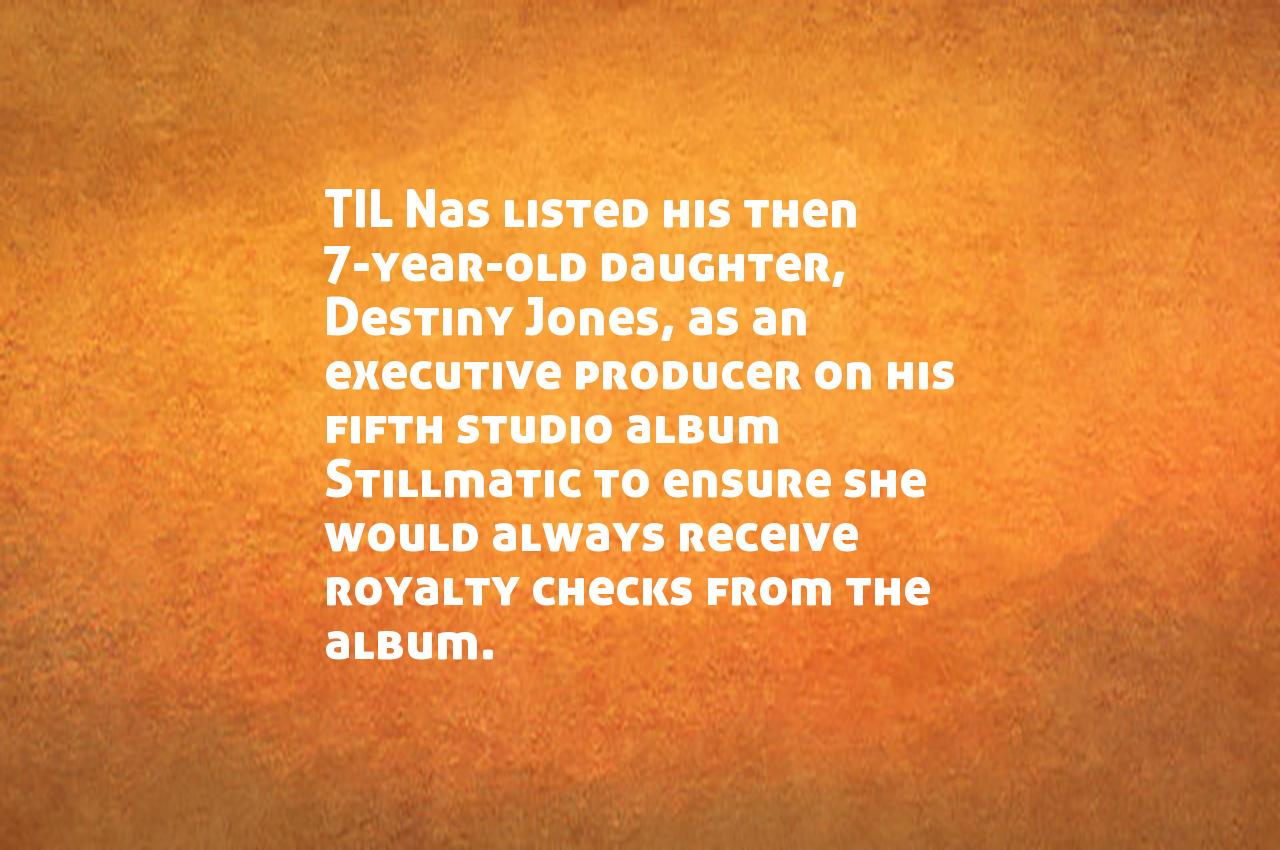 TIL Nas listed his then
7-year-old daughter,
Destiny Jones, as an
executive producer on his
fifth studio album
Stillmatic to ensure she
would always receive
royalty checks from the
album.